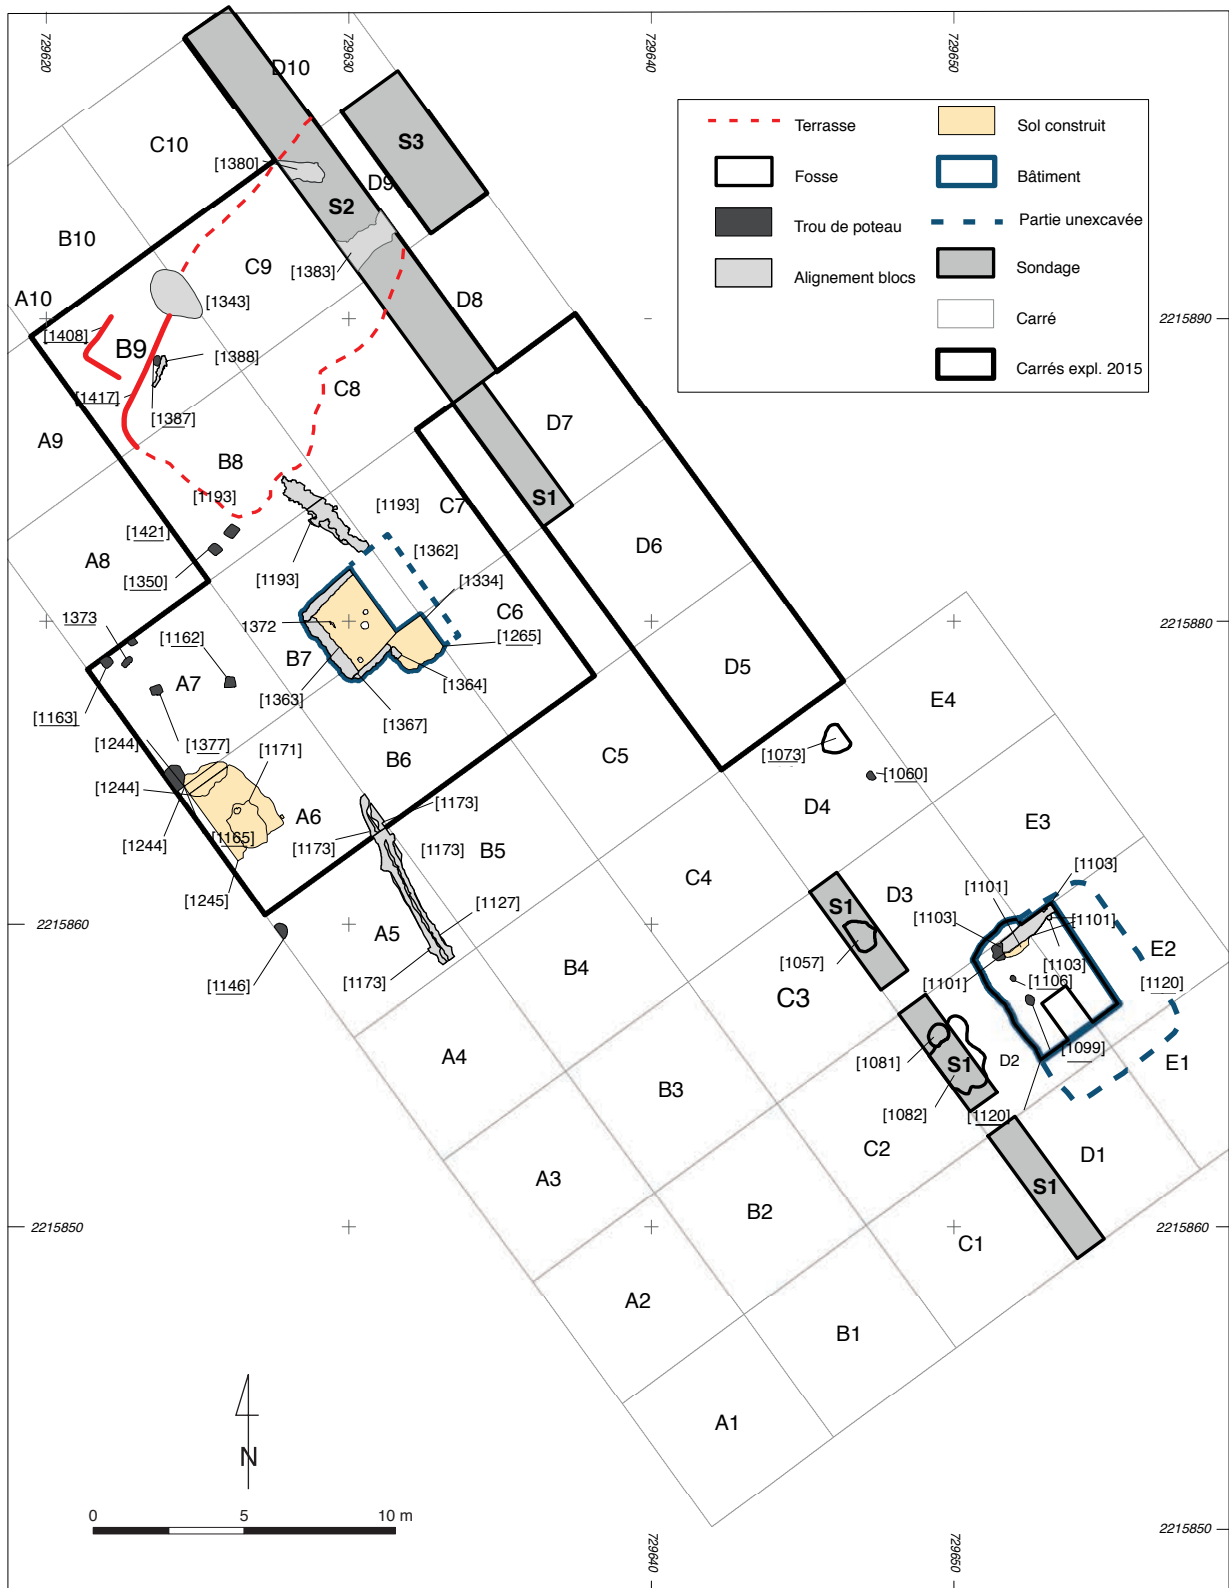 729620
729630
729640
729650
D10
C10
S3
[1380]
D9
S2
B10
C9
[1383]
A10
[1343]
D8
[1408]
B9
[1388]
C8
[1417]
[1387]
A9
D7
B8
[1193]
S1
C7
[1193]
[1421]
D6
A8
[1350]
[1193]
[1362]
[1334]
1373
[1162]
1372
C6
[1265]
B7
D5
A7
[1363]
[1364]
E4
[1163]
[1367]
[1377]
[1073]
[1244]
[1171]
B6
C5
[1060]
[1244]
D4
[1173]
A6
E3
[1244]
[1165]
[1173]
[1173]
B5
C4
[1103]
[1245]
[1101]
S1
D3
[1127]
[1103]
[1101]
A5
E2
[1057]
B4
[1103]
[1146]
[1173]
C3
[1101]
[1106]
[1120]
[1081]
S1
D2
[1099]
A4
E1
B3
[1082]
[1120]
C2
D1
A3
S1
B2
C1
A2
B1
A1
Terrasse
Fosse
Trou de poteau
Alignement blocs
Sol construit
Bâtiment
Partie unexcavée
Sondage
Carré
Carrés expl. 2015
2215890
2215880
2215860
2215850
2215860
2215850
N
0 5 10 m
729640
729650